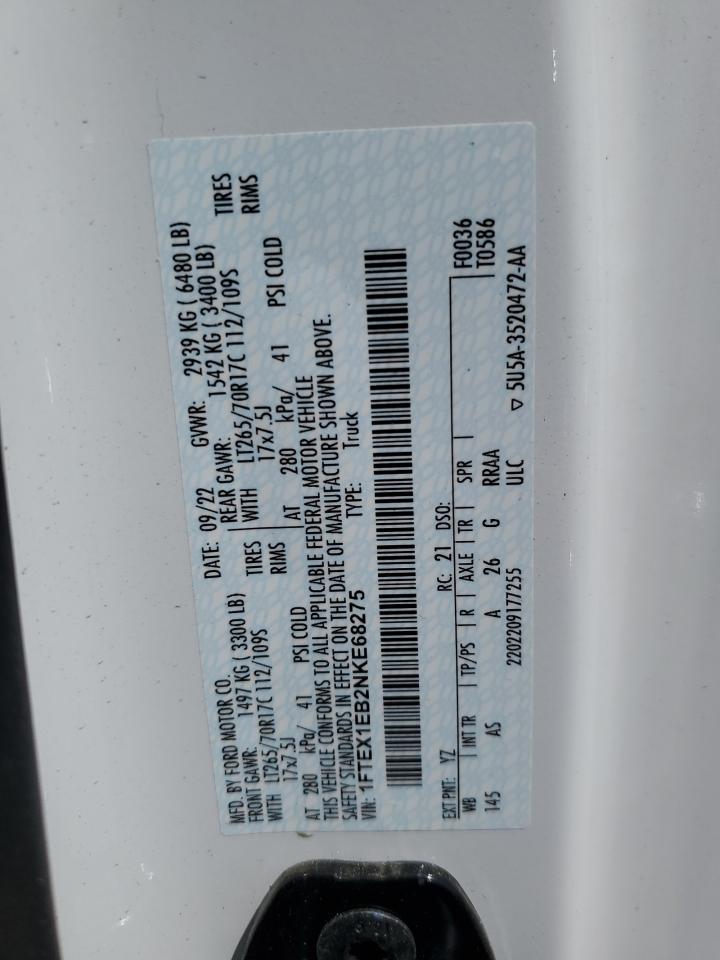 MFD. BY FORD MOTOR CO.
DATE: 09/22 GVWR: 2939 KG ( 6480 LB)
FRONT GAWR: 1497 KG ( 3300 LB) REAR GAWR: 1542 KG ( 3400 LB)
WITH LT265/70R17C 112/109S TIRES WITH LT265/70R17C 112/109S TIRES
17x7.5J RIMS 17x7.5J RIMS
AT 280 kPa/ 41 PSI COLD AT 280 kPa/ 41 PSI COLD
THIS VEHICLE CONFORMS TO ALL APPLICABLE FEDERAL MOTOR VEHICLE
SAFETY STANDARDS IN EFFECT ON THE DATE OF MANUFACTURE SHOWN ABOVE.
VIN: 1FTEX1EB2NKE68275 TYPE: Truck
EXT PNT: YZ RC: 21 DSO: F0036
WB INT TR TP/PS R AXLE TR SPR T0586
145 AS A 26 G RRAA
2202209177255 ULC ▽ 5U5A-3520472-AA